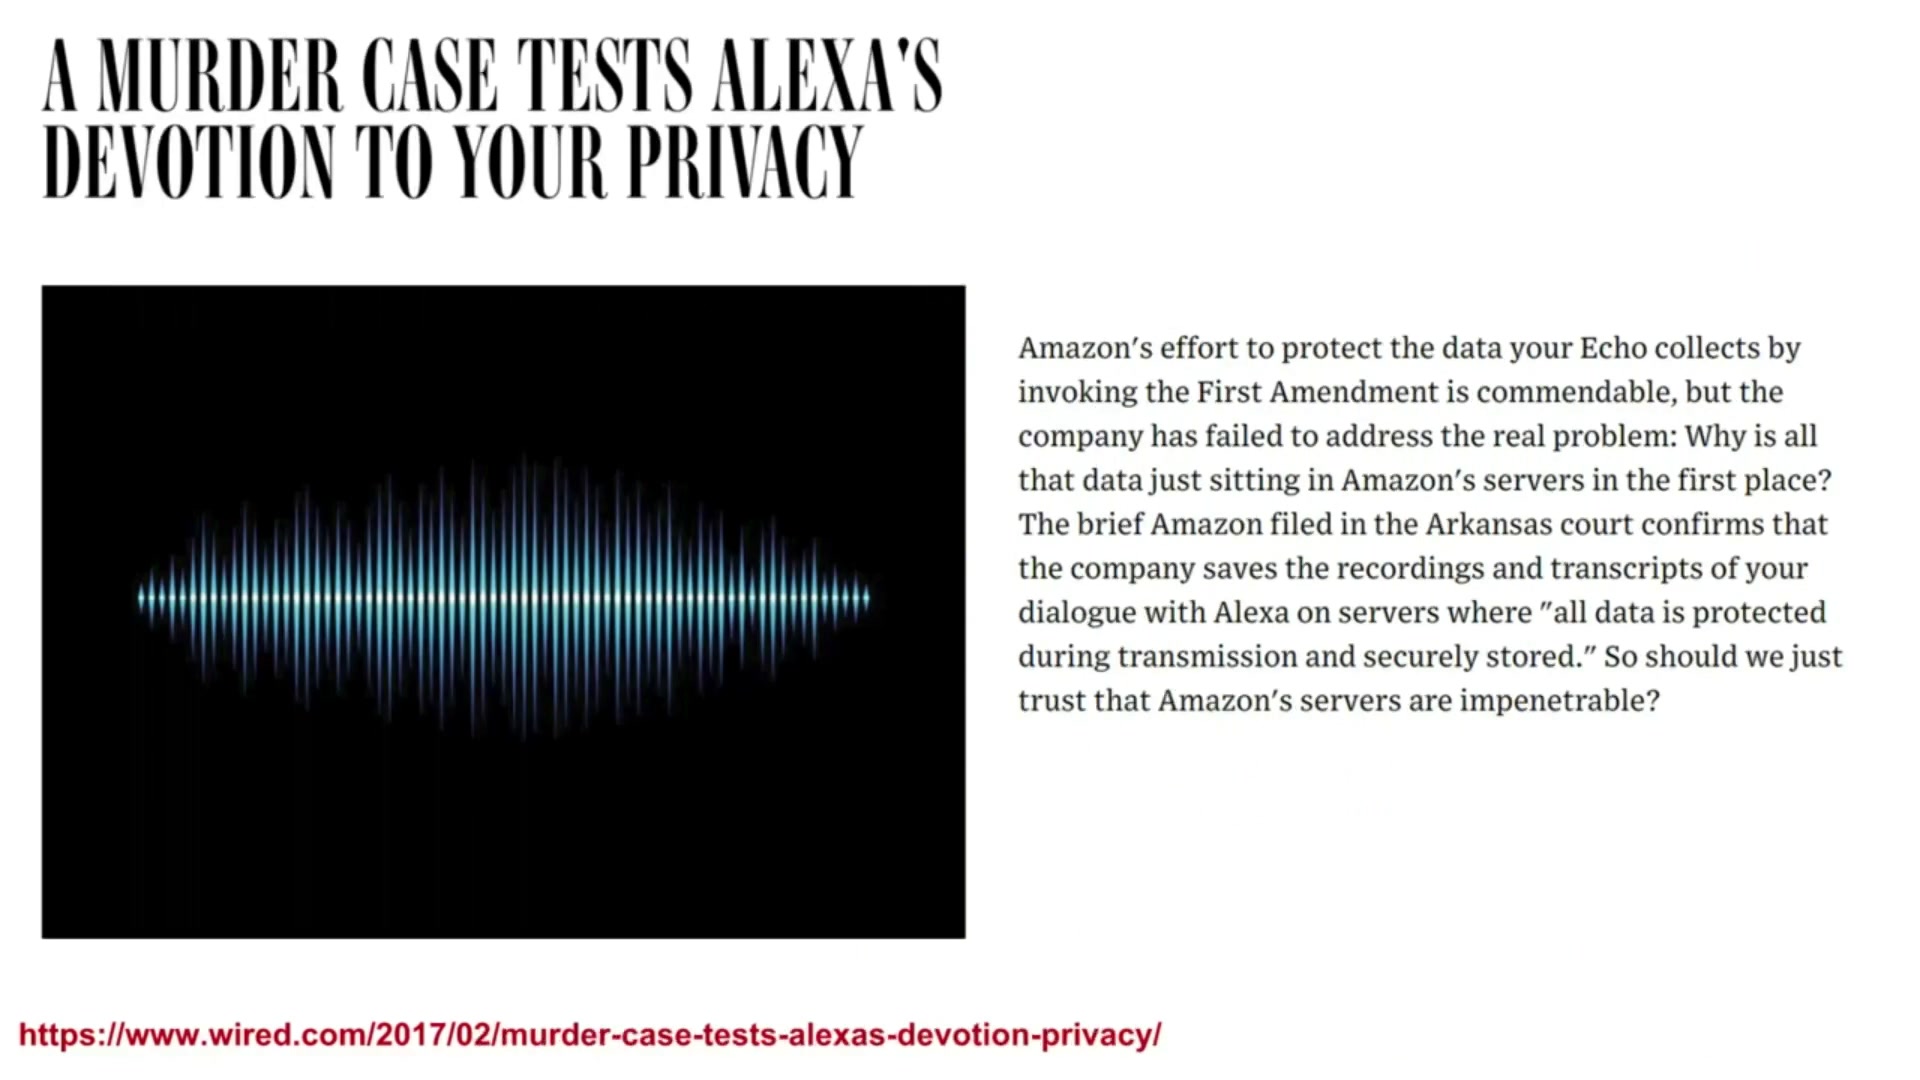 A MURDER CASE TESTS ALEXA'S
DEVOTION TO YOUR PRIVACY
Amazon's effort to protect the data your Echo collects by
invoking the First Amendment is commendable, but the
company has failed to address the real problem: Why is all
that data just sitting in Amazon's servers in the first place?
The brief Amazon filed in the Arkansas court confirms that
the company saves the recordings and transcripts of your
dialogue with Alexa on servers where "all data is protected
during transmission and securely stored." So should we just
trust that Amazon's servers are impenetrable?
https://www.wired.com/2017/02/murder-case-tests-alexas-devotion-privacy/